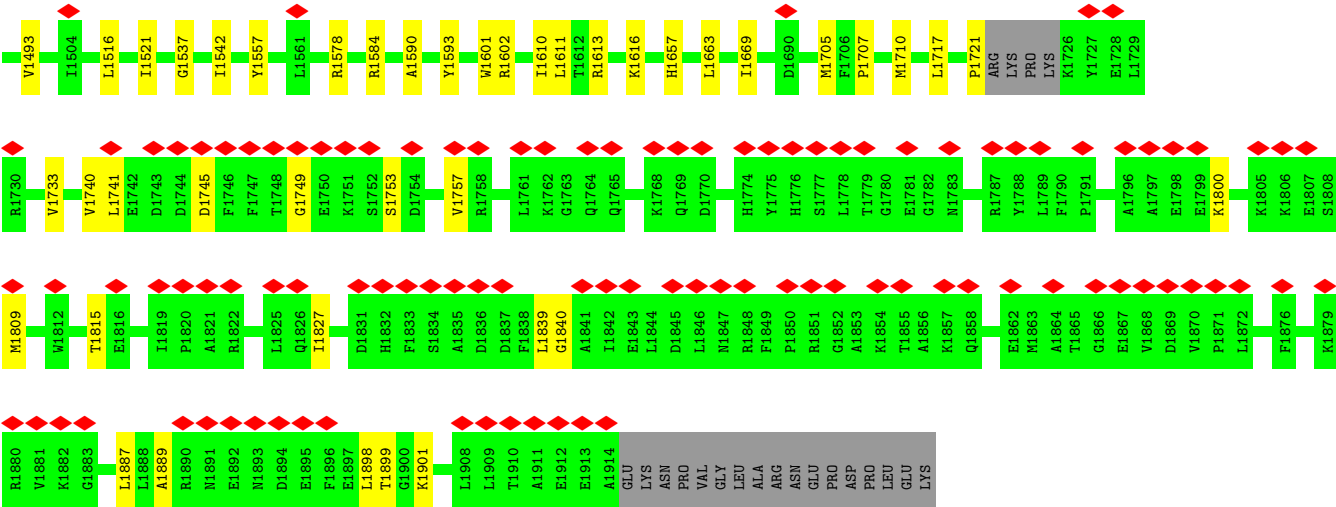 V1493 I1504 L1516 I1521 G1537 I1542 Y1557 L1561 R1578 R1584 A1590 Y1593 W1601 R1602 I1610 L1611 T1612 R1613 K1616 H1657 L1663 I1669 D1690 M1705 F1706 P1707 M1710 L1717 P1721 ARG LYS PRO LYS K1726 Y1727 E1728 L1729
R1730 V1733 V1740 L1741 E1742 D1743 D1744 D1745 F1746 F1747 T1748 G1749 E1750 K1751 S1752 S1753 D1754 V1757 R1758 L1761 K1762 G1763 Q1764 Q1765 K1768 Q1769 D1770 H1774 Y1775 H1776 S1777 L1778 T1779 G1780 E1781 G1782 N1783 R1787 Y1788 L1789 F1790 P1791 A1796 A1797 E1798 E1799 K1800 K1805 K1806 E1807 S1808
M1809 W1812 T1815 E1816 I1819 P1820 A1821 R1822 L1825 Q1826 I1827 D1831 H1832 F1833 S1834 A1835 D1836 D1837 F1838 L1839 G1840 A1841 I1842 E1843 L1844 D1845 L1846 N1847 R1848 F1849 P1850 R1851 G1852 A1853 K1854 T1855 A1856 K1857 Q1858 E1862 M1863 A1864 T1865 G1866 E1867 V1868 D1869 V1870 P1871 L1872 F1876 K1879
R1880 V1881 K1882 G1883 L1887 L1888 A1889 R1890 N1891 E1892 N1893 D1894 E1895 F1896 E1897 L1898 T1899 G1900 K1901 L1908 L1909 T1910 A1911 E1912 E1913 A1914 GLU LYS ASN PRO VAL GLY LEU ALA ARG ASN GLU PRO ASP PRO LEU GLU LYS